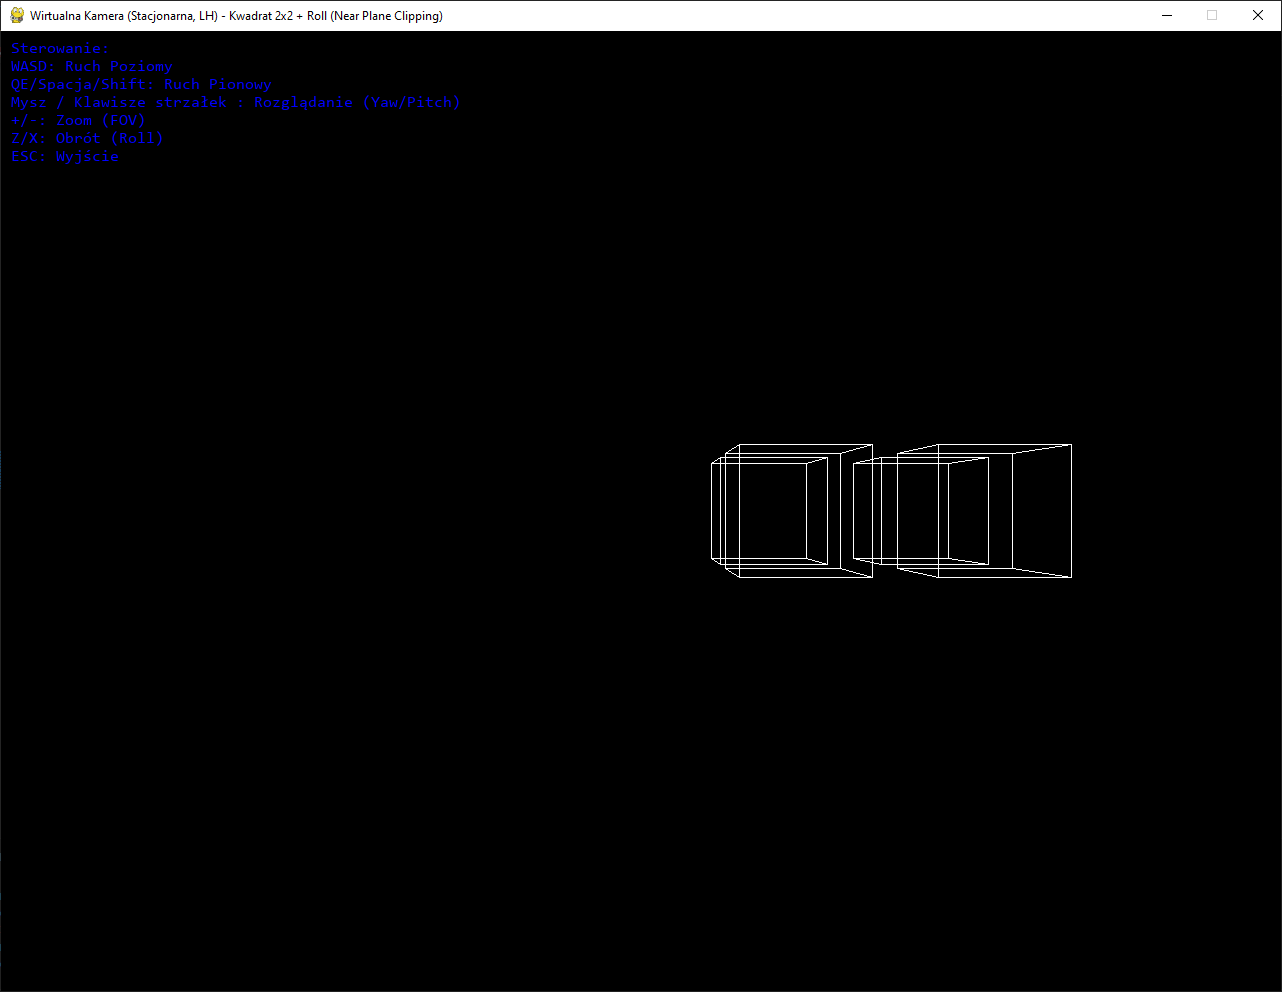 Wirtualna Kamera (Stacjonarna, LH) - Kwadrat 2x2 + Roll (Near Plane Clipping)
Sterowanie:
WASD: Ruch Poziomy
QE/Spacja/Shift: Ruch Pionowy
Mysz / Klawisze strzałek : Rozglądanie (Yaw/Pitch)
+/-: Zoom (FOV)
Z/X: Obrót (Roll)
ESC: Wyjście